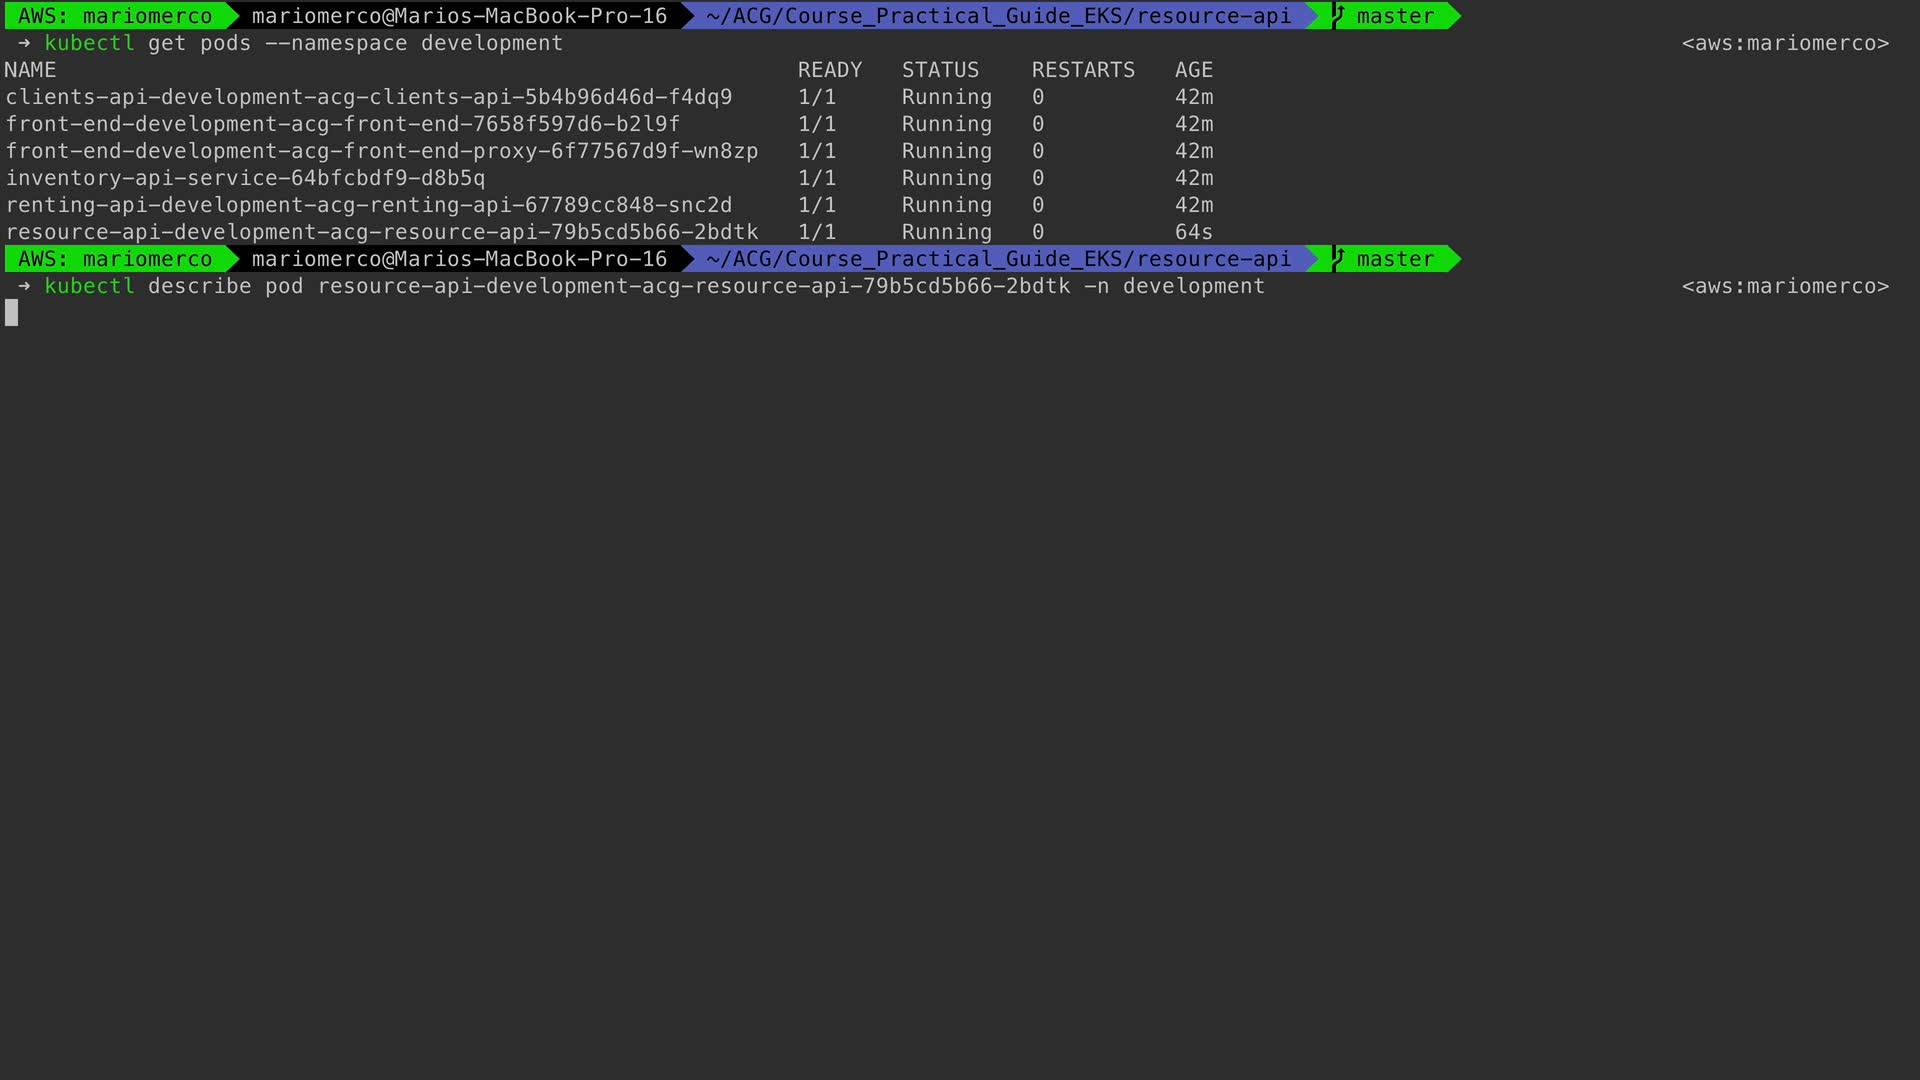 AWS: mariomerco mariomerco@Marios-MacBook-Pro-16 ~/ACG/Course_Practical_Guide_EKS/resource-api master
➜ kubectl get pods --namespace development <aws:mariomerco>
NAME READY STATUS RESTARTS AGE
clients-api-development-acg-clients-api-5b4b96d46d-f4dq9 1/1 Running 0 42m
front-end-development-acg-front-end-7658f597d6-b2l9f 1/1 Running 0 42m
front-end-development-acg-front-end-proxy-6f77567d9f-wn8zp 1/1 Running 0 42m
inventory-api-service-64bfcbdf9-d8b5q 1/1 Running 0 42m
renting-api-development-acg-renting-api-67789cc848-snc2d 1/1 Running 0 42m
resource-api-development-acg-resource-api-79b5cd5b66-2bdtk 1/1 Running 0 64s
AWS: mariomerco mariomerco@Marios-MacBook-Pro-16 ~/ACG/Course_Practical_Guide_EKS/resource-api master
➜ kubectl describe pod resource-api-development-acg-resource-api-79b5cd5b66-2bdtk -n development <aws:mariomerco>